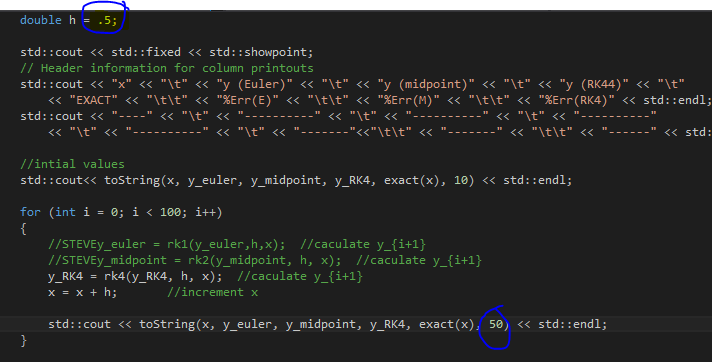 double h = .5;
std::cout << std::fixed << std::showpoint;
// Header information for column printouts
std::cout << "x" << "\t" << "y (Euler)" << "\t" << "y (midpoint)" << "\t" << "y (RK44)" << "\t"
<< "EXACT" << "\t\t" << "%Err(E)" << "\t\t" << "%Err(M)" << "\t\t" << "%Err(RK4)" << std::endl;
std::cout << "----" << "\t" << "----------" << "\t" << "----------" << "\t" << "----------"
<< "\t" << "----------" << "\t" << "-------"<<"\t\t" << "-------" << "\t\t" << "------" << std:
//intial values
std::cout<< toString(x, y_euler, y_midpoint, y_RK4, exact(x), 10) << std::endl;
for (int i = 0; i < 100; i++)
{
//STEVEy_euler = rk1(y_euler,h,x);  //caculate y_{i+1}
//STEVEy_midpoint = rk2(y_midpoint, h, x);  //caculate y_{i+1}
y_RK4 = rk4(y_RK4, h, x);  //caculate y_{i+1}
x = x + h;       //increment x
std::cout << toString(x, y_euler, y_midpoint, y_RK4, exact(x), 50) << std::endl;
}